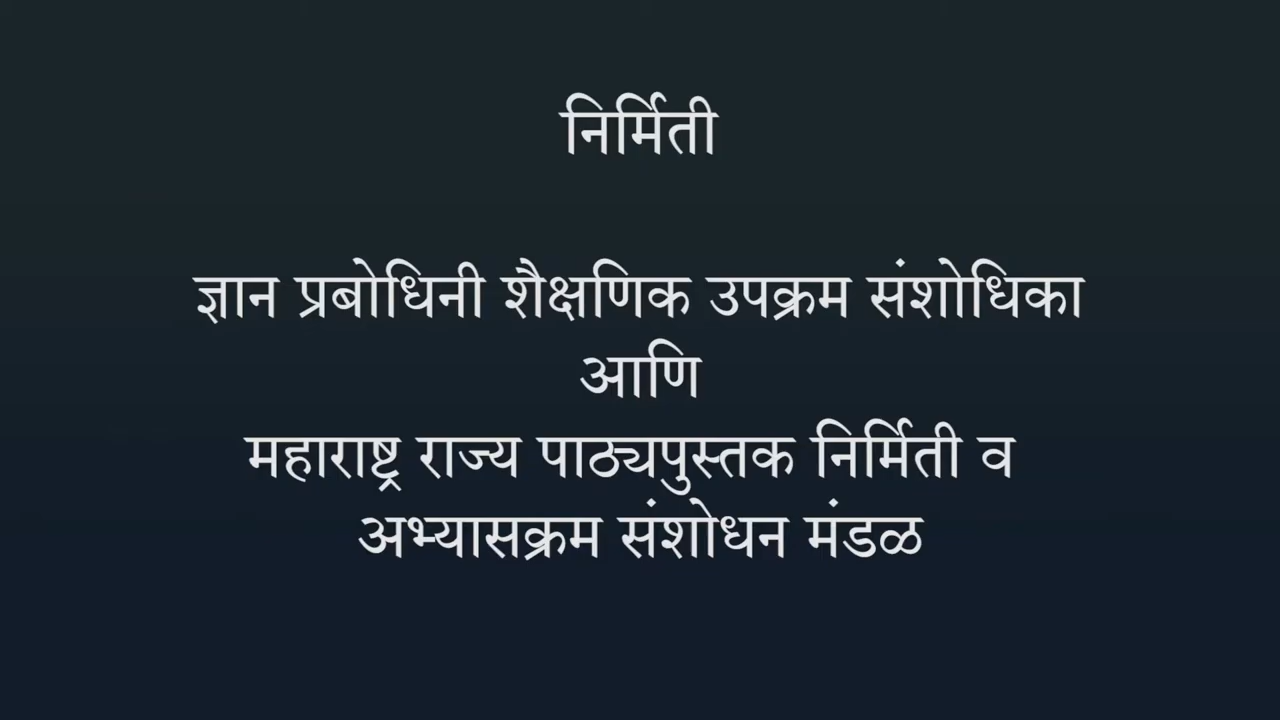 निर्मिती
ज्ञान प्रबोधिनी शैक्षणिक उपक्रम संशोधिका
आणि
महाराष्ट्र राज्य पाठ्यपुस्तक निर्मिती व
अभ्यासक्रम संशोधन मंडळ